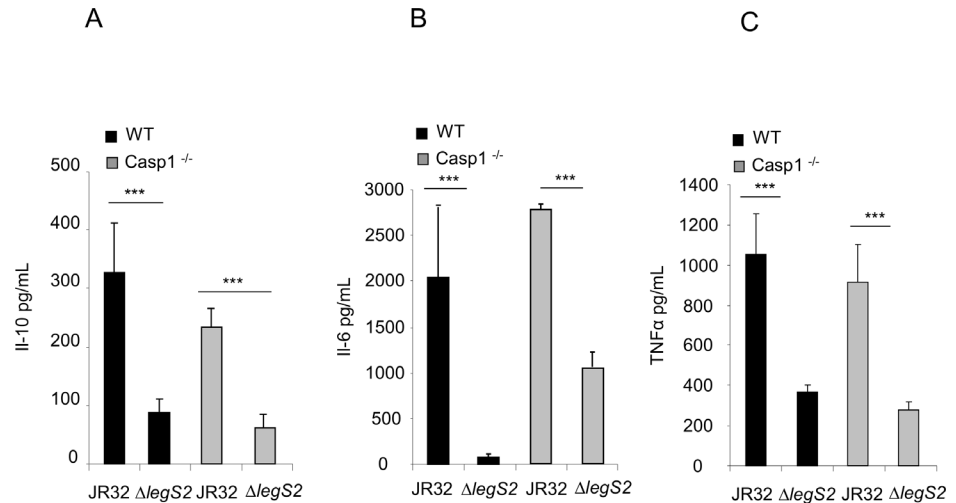 A
B
C
WT
Casp1 -/-
WT
Casp1 -/-
WT
Casp1 -/-
Il-10 pg/mL
500
400
300
200
100
0
***
***
JR32 ΔlegS2 JR32 ΔlegS2
Il-6 pg/mL
3000
2500
2000
1500
1000
500
0
***
***
JR32 ΔlegS2 JR32 ΔlegS2
TNFα pg/mL
1400
1200
1000
800
600
400
200
0
***
***
JR32 ΔlegS2 JR32 ΔlegS2